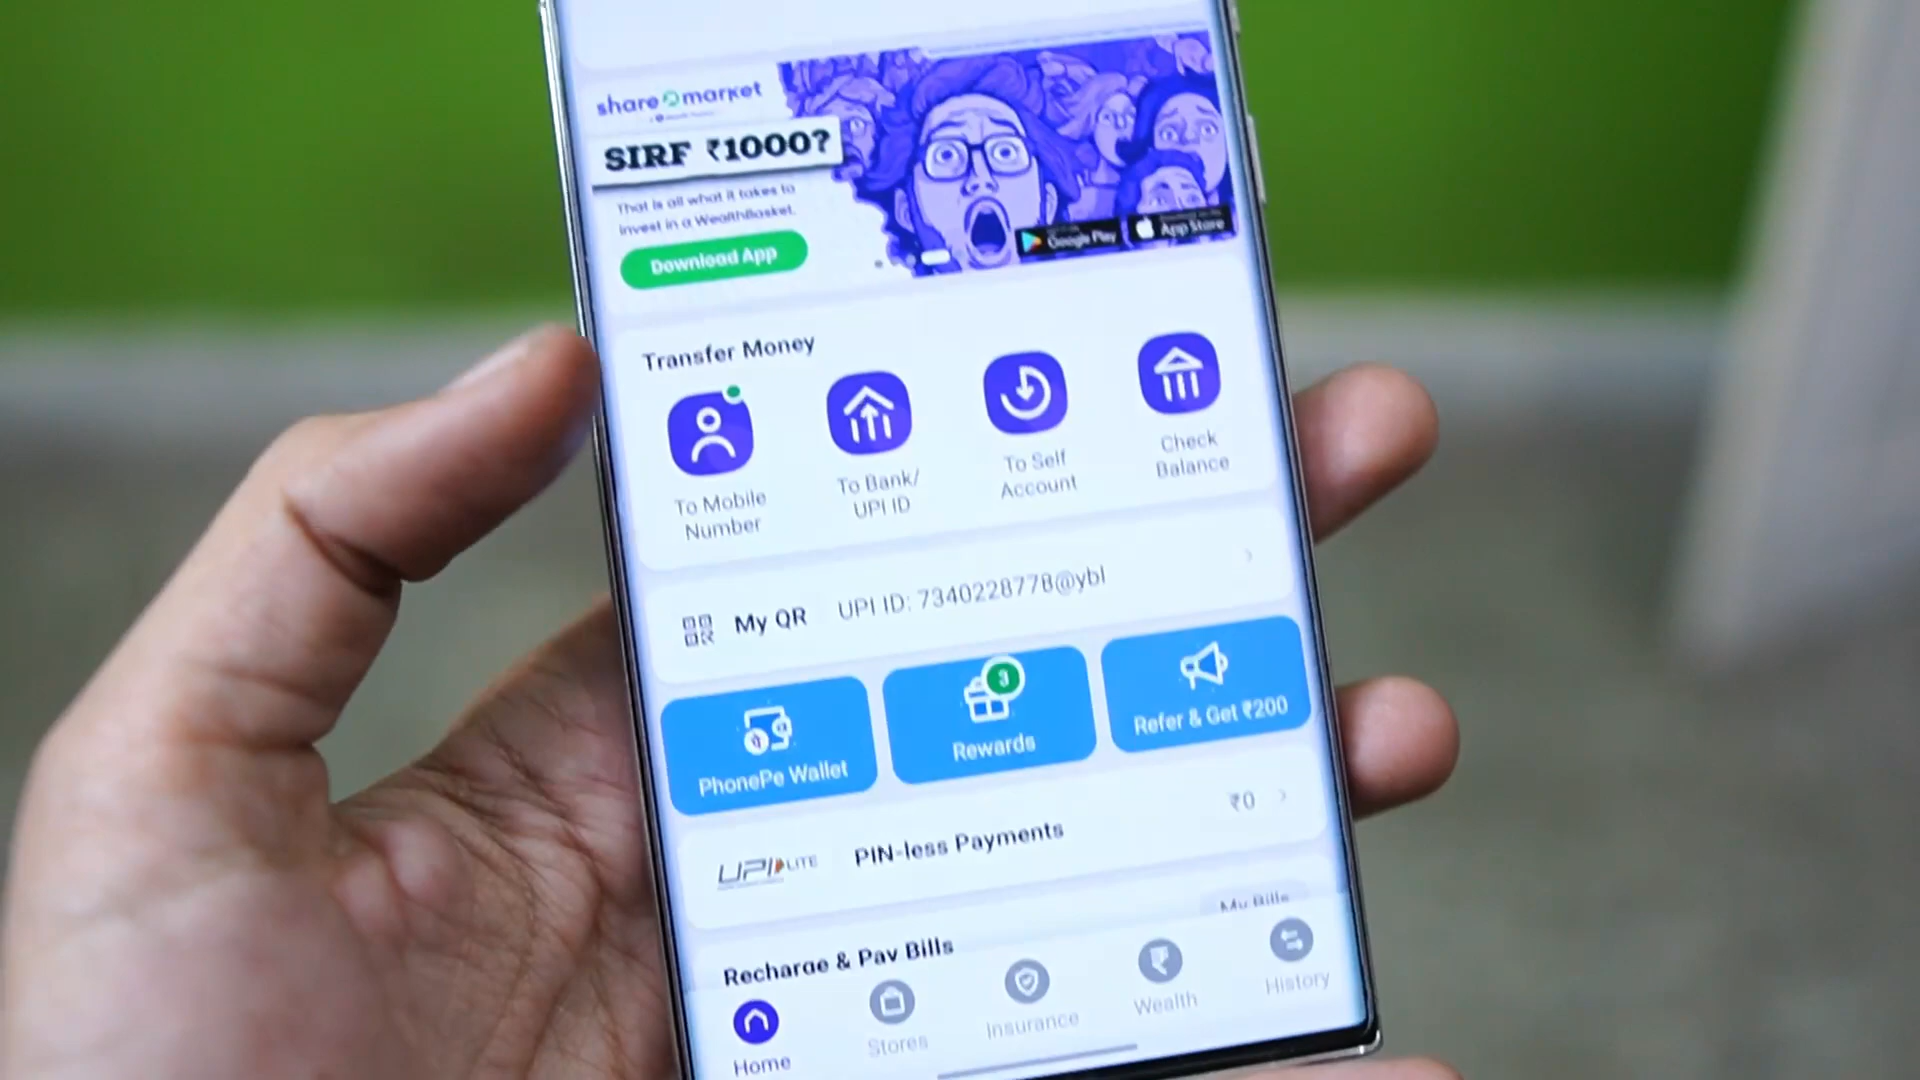 share market
SIRF ₹1000?
That is all what it takes to
invest in a WealthBasket.
Download App
Google Play
App Store
Transfer Money
To Mobile
Number
To Bank/
UPI ID
To Self
Account
Check
Balance
My QR
UPI ID: 7340228778@ybl
PhonePe Wallet
3
Rewards
Refer & Get ₹200
UPI LITE
PIN-less Payments
₹0
My Bills
Recharge & Pay Bills
Home
Stores
Insurance
Wealth
History